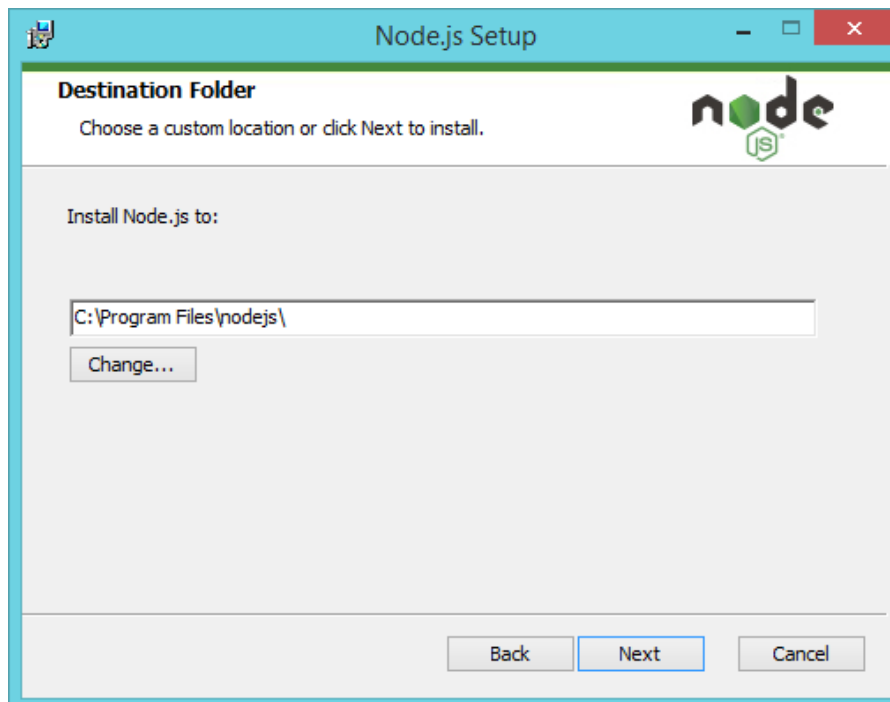 Node.js Setup
Destination Folder
Choose a custom location or click Next to install.
node
JS
Install Node.js to:
C:\Program Files\nodejs\
Change...
Back Next Cancel